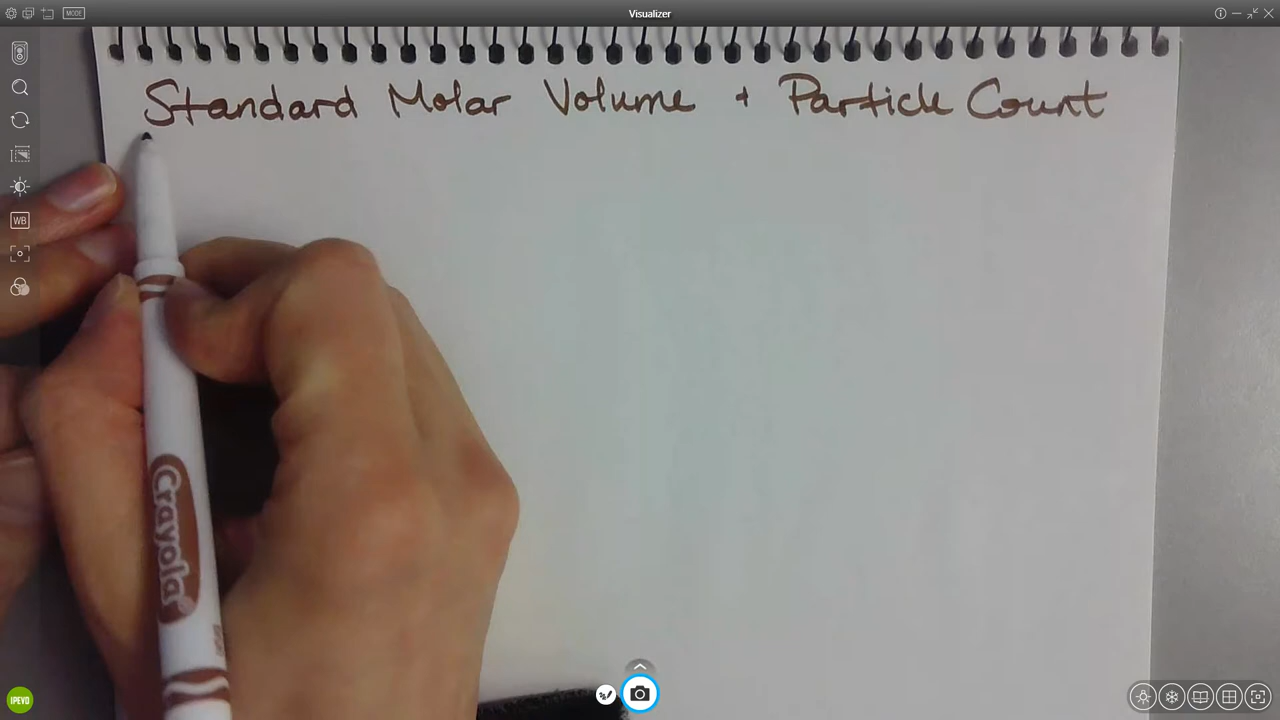 Visualizer
MODE
WB
Standard Molar Volume + Particle Count
Crayola
IPEVO